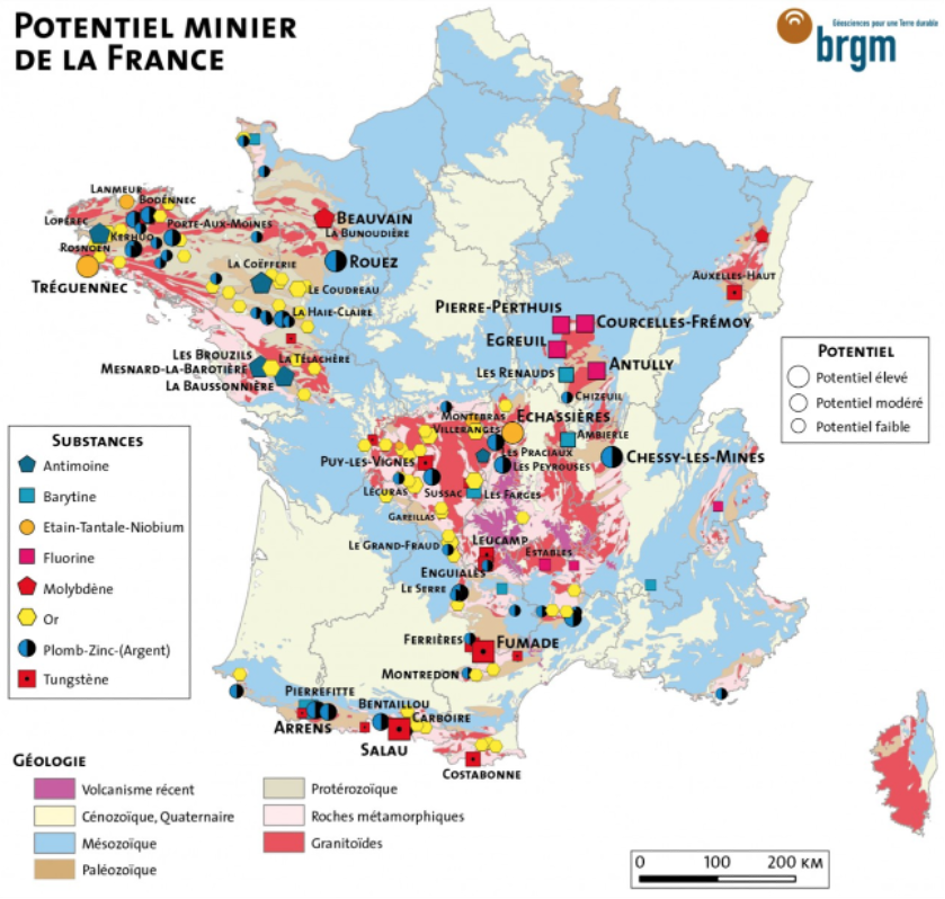 POTENTIEL MINIER
DE LA FRANCE
Géosciences pour une Terre durable
brgm
LANMEUR
BODÉNNEC
LOPÉREC
PORTE-AUX-MOINES
KERHUO
ROSNOËN
TRÉGUENNEC
BEAUVAIN
LA BUNOUDIÈRE
ROUEZ
LA COËFFERIE
LE COUDREAU
LA HAIE-CLAIRE
LES BROUZILS
LA TÉLACHÈRE
MESNARD-LA-BAROTIÈRE
LA BAUSSONNIÈRE
AUXELLES-HAUT
PIERRE-PERTHUIS
COURCELLES-FRÉMOY
EGREUIL
ANTULLY
LES RENAUDS
CHIZEUIL
MONTEBRAS
ECHASSIÈRES
VILLERANGES
AMBIERLE
LES PRACIAUX
CHESSY-LES-MINES
PUY-LES-VIGNES
LES PEYROUSES
LÉCURAS
SUSSAC
LES FARGES
GAREILLAS
LE GRAND-FRAUD
LEUCAMP
ESTABLES
ENGUIALÈS
LE SERRE
FERRIÈRES
FUMADE
MONTREDON
PIERREFITTE
BENTAILLOU
CARBOIRE
ARRENS
SALAU
COSTABONNE
POTENTIEL
Potentiel élevé
Potentiel modéré
Potentiel faible
SUBSTANCES
Antimoine
Barytine
Etain-Tantale-Niobium
Fluorine
Molybdène
Or
Plomb-Zinc-(Argent)
Tungstène
GÉOLOGIE
Volcanisme récent
Cénozoïque, Quaternaire
Mésozoïque
Paléozoïque
Protérozoïque
Roches métamorphiques
Granitoïdes
0 100 200 KM